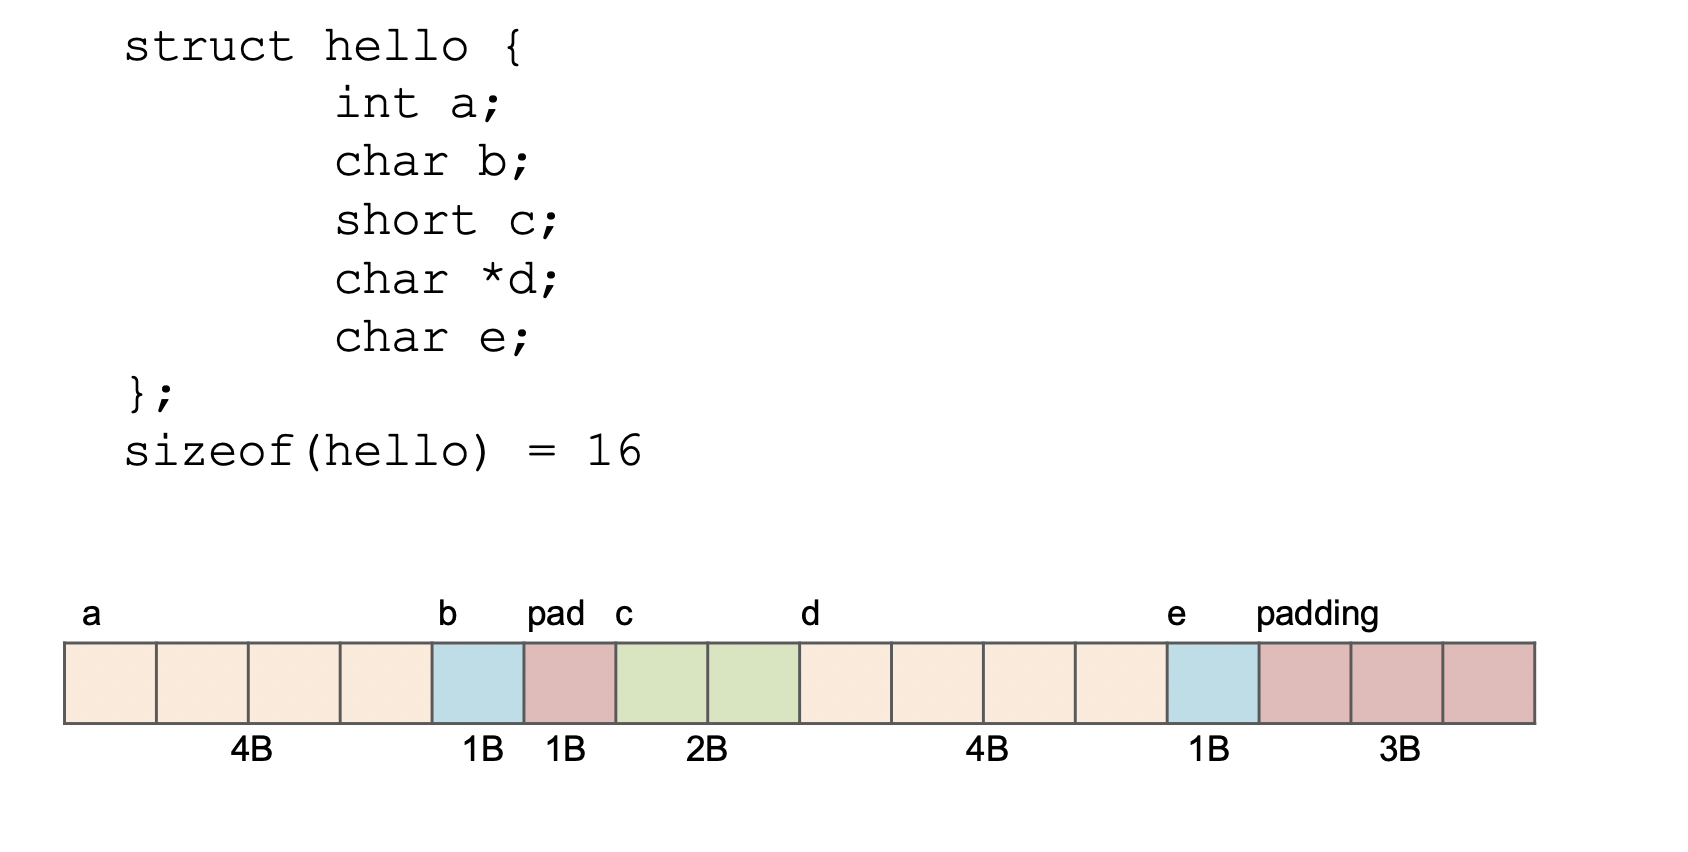 struct hello {
int a;
char b;
short c;
char *d;
char e;
};
sizeof(hello) = 16
a b pad c d e padding
4B 1B 1B 2B 4B 1B 3B